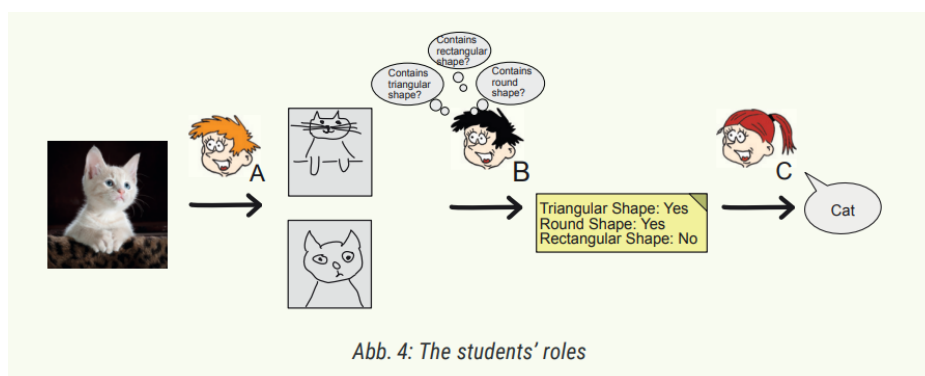 Contains
rectangular
shape?
Contains
triangular
shape?
Contains
round
shape?
A
B
C
Triangular Shape: Yes
Round Shape: Yes
Rectangular Shape: No
Cat
Abb. 4: The students' roles